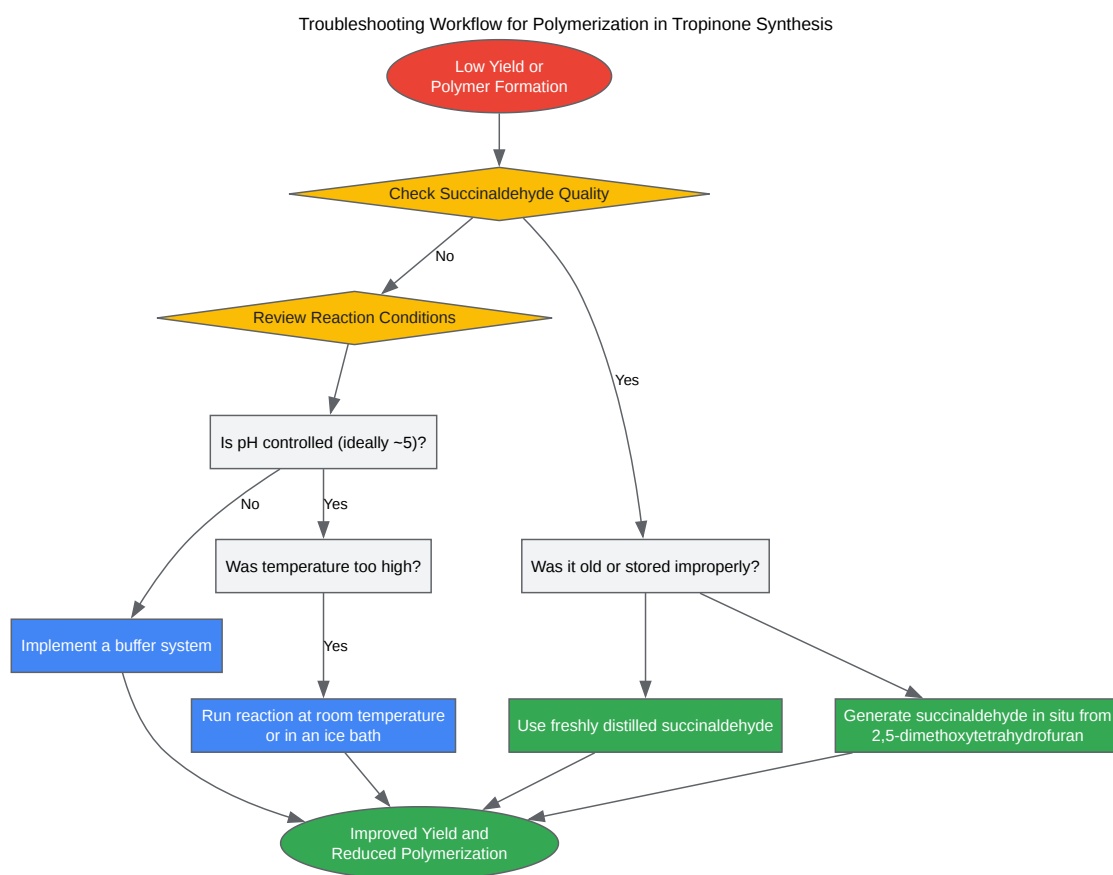 Troubleshooting Workflow for Polymerization in Tropinone Synthesis
Low Yield or
Polymer Formation
Check Succinaldehyde Quality
No
Review Reaction Conditions
Yes
Is pH controlled (ideally ~5)?
No
Yes
Was temperature too high?
Was it old or stored improperly?
Implement a buffer system
Yes
Run reaction at room temperature
or in an ice bath
Use freshly distilled succinaldehyde
Generate succinaldehyde in situ from
2,5-dimethoxytetrahydrofuran
Improved Yield and
Reduced Polymerization